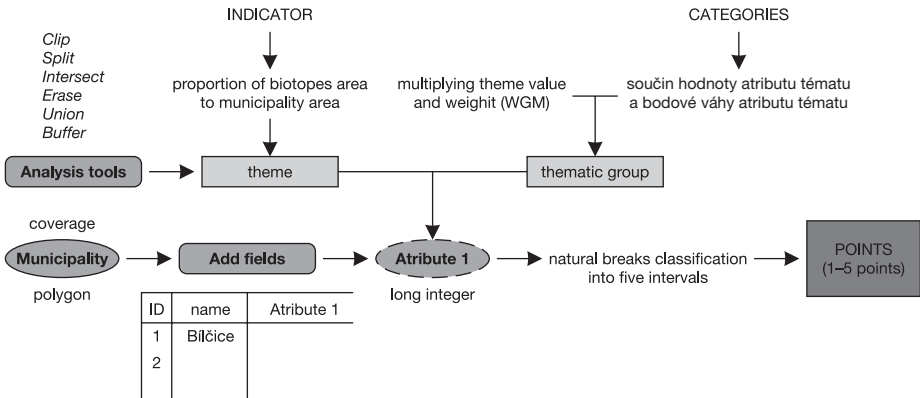 INDICATOR
CATEGORIES
Clip
Split
Intersect
Erase
Union
Buffer
proportion of biotopes area
to municipality area
multiplying theme value
and weighit (WGM)
součin hodnoty atributu tématu
a bodové váhy atributu tématu
Analysis tools
theme
thematic group
coverage
Municipality
polygon
Add fields
Atribute 1
long integer
natural breaks classification
into five intervals
POINTS
(1–5 points)
ID name Atribute 1
1 Bílčice
2